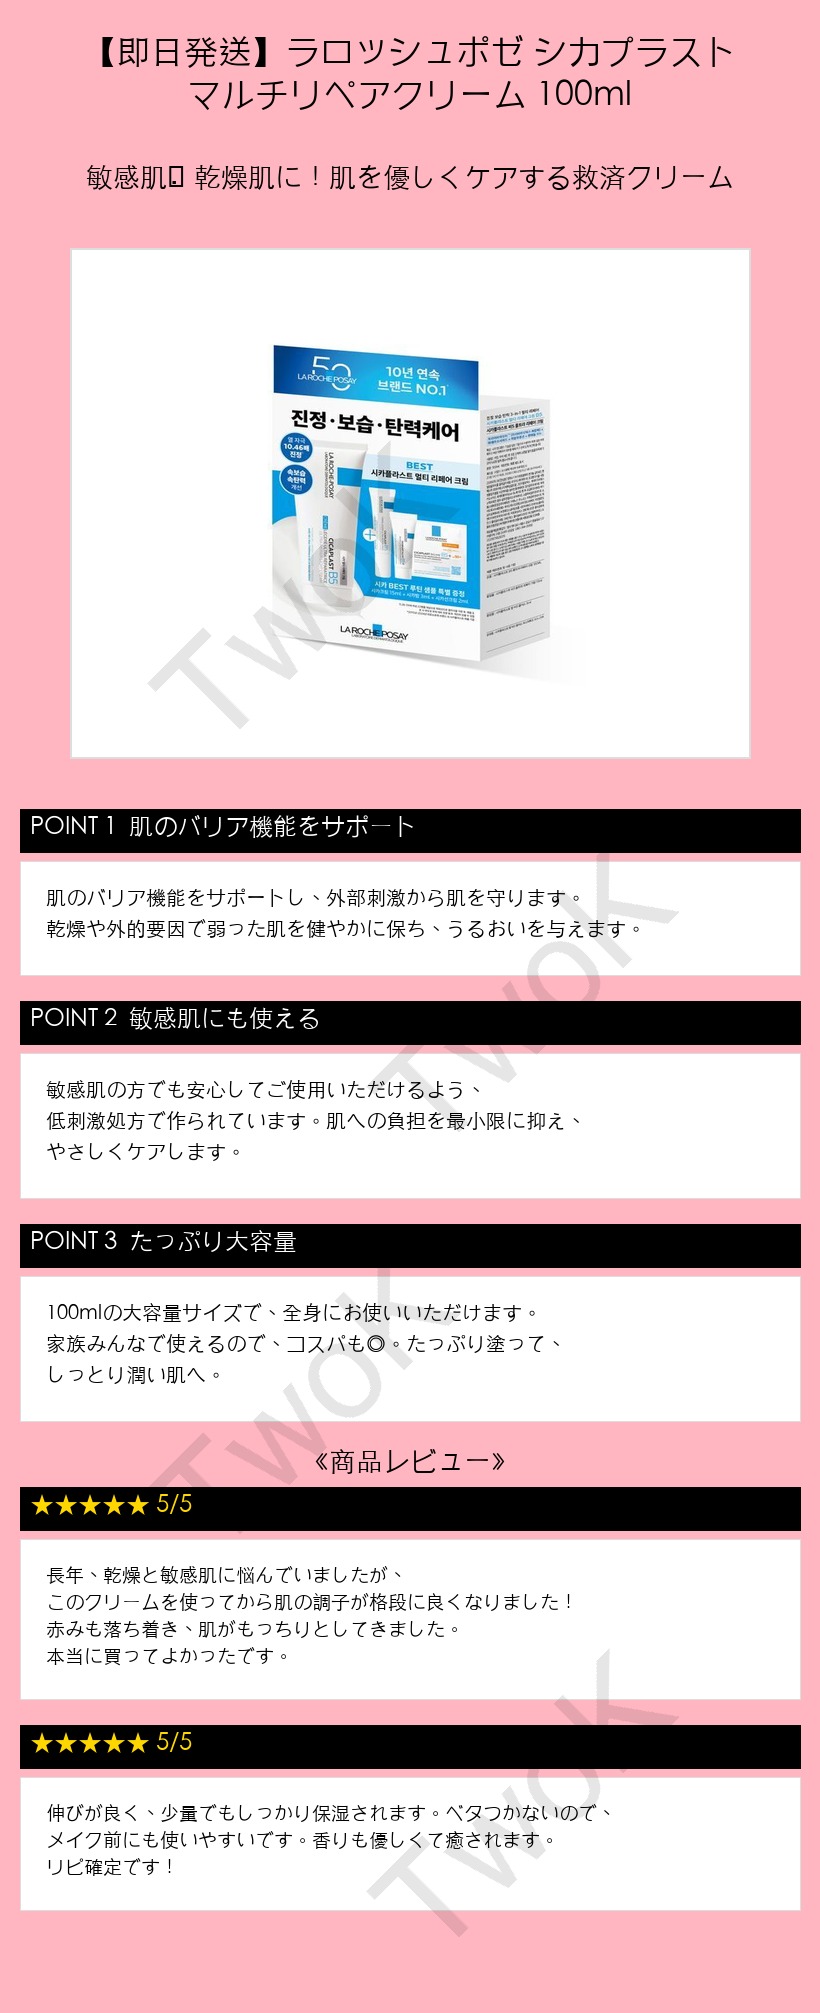 【即日発送】ラロッシュポゼ シカプラスト
マルチリペアクリーム 100ml
敏感肌 乾燥肌に！肌を優しくケアする救済クリーム
50
LA ROCHE POSAY
10년 연속
브랜드 NO.1
진정·보습·탄력케어
열 자극
10.46배
진정
속보습
속탄력
개선
BEST
시카플라스트 멀티 리페어 크림
LA ROCHE-POSAY
CICAPLAST B5
시카 BEST 루틴 샘플 특별 증정
LA ROCHE POSAY
LABORATOIRE DERMATOLOGIQUE
TwoK
POINT 1 肌のバリア機能をサポート
肌のバリア機能をサポートし、外部刺激から肌を守ります。
乾燥や外的要因で弱った肌を健やかに保ち、うるおいを与えます。
TwoK
POINT 2 敏感肌にも使える
敏感肌の方でも安心してご使用いただけるよう、
低刺激処方で作られています。肌への負担を最小限に抑え、
やさしくケアします。
POINT 3 たっぷり大容量
100mlの大容量サイズで、全身にお使いいただけます。
家族みんなで使えるので、コスパも◎。たっぷり塗って、
しっとり潤い肌へ。
TwoK
《商品レビュー》
★★★★★ 5/5
長年、乾燥と敏感肌に悩んでいましたが、
このクリームを使ってから肌の調子が格段に良くなりました！
赤みも落ち着き、肌がもっちりとしてきました。
本当に買ってよかったです。
★★★★★ 5/5
伸びが良く、少量でもしっかり保湿されます。ベタつかないので、
メイク前にも使いやすいです。香りも優しくて癒されます。
リピ確定です！
TwoK